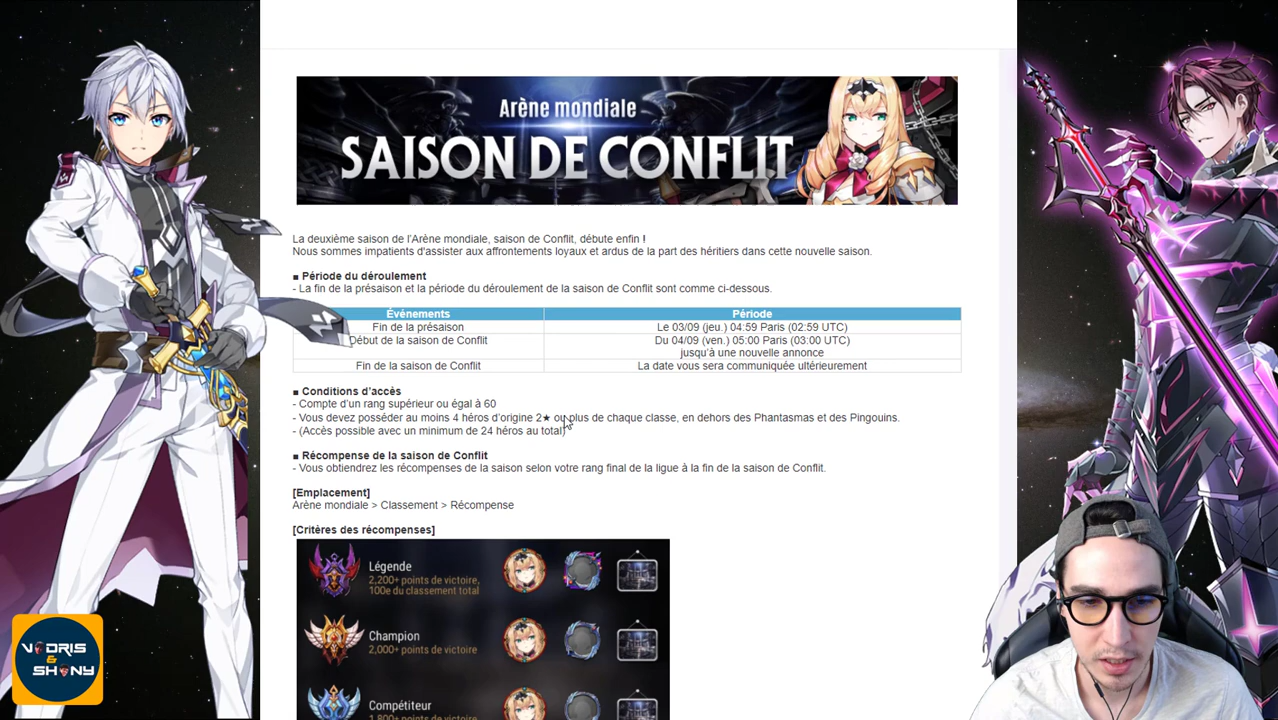 Arène mondiale
SAISON DE CONFLIT
La deuxième saison de l'Arène mondiale, saison de Conflit, débute enfin !
Nous sommes impatients d'assister aux affrontements loyaux et ardus de la part des héritiers dans cette nouvelle saison.
■ Période du déroulement
- La fin de la présaison et la période du déroulement de la saison de Conflit sont comme ci-dessous.
Événements Période
Fin de la présaison Le 03/09 (jeu.) 04:59 Paris (02:59 UTC)
Début de la saison de Conflit Du 04/09 (ven.) 05:00 Paris (03:00 UTC)
jusqu'à une nouvelle annonce
Fin de la saison de Conflit La date vous sera communiquée ultérieurement
■ Conditions d'accès
- Compte d'un rang supérieur ou égal à 60
- Vous devez posséder au moins 4 héros d'origine 2★ ou plus de chaque classe, en dehors des Phantasmas et des Pingouins.
- (Accès possible avec un minimum de 24 héros au total)
■ Récompense de la saison de Conflit
- Vous obtiendrez les récompenses de la saison selon votre rang final de la ligue à la fin de la saison de Conflit.
[Emplacement]
Arène mondiale > Classement > Récompense
[Critères des récompenses]
Légende
2,200+ points de victoire,
100e du classement total
Champion
2,000+ points de victoire
Compétiteur
1,800+ points de victoire
VADRIS
&
SHANY